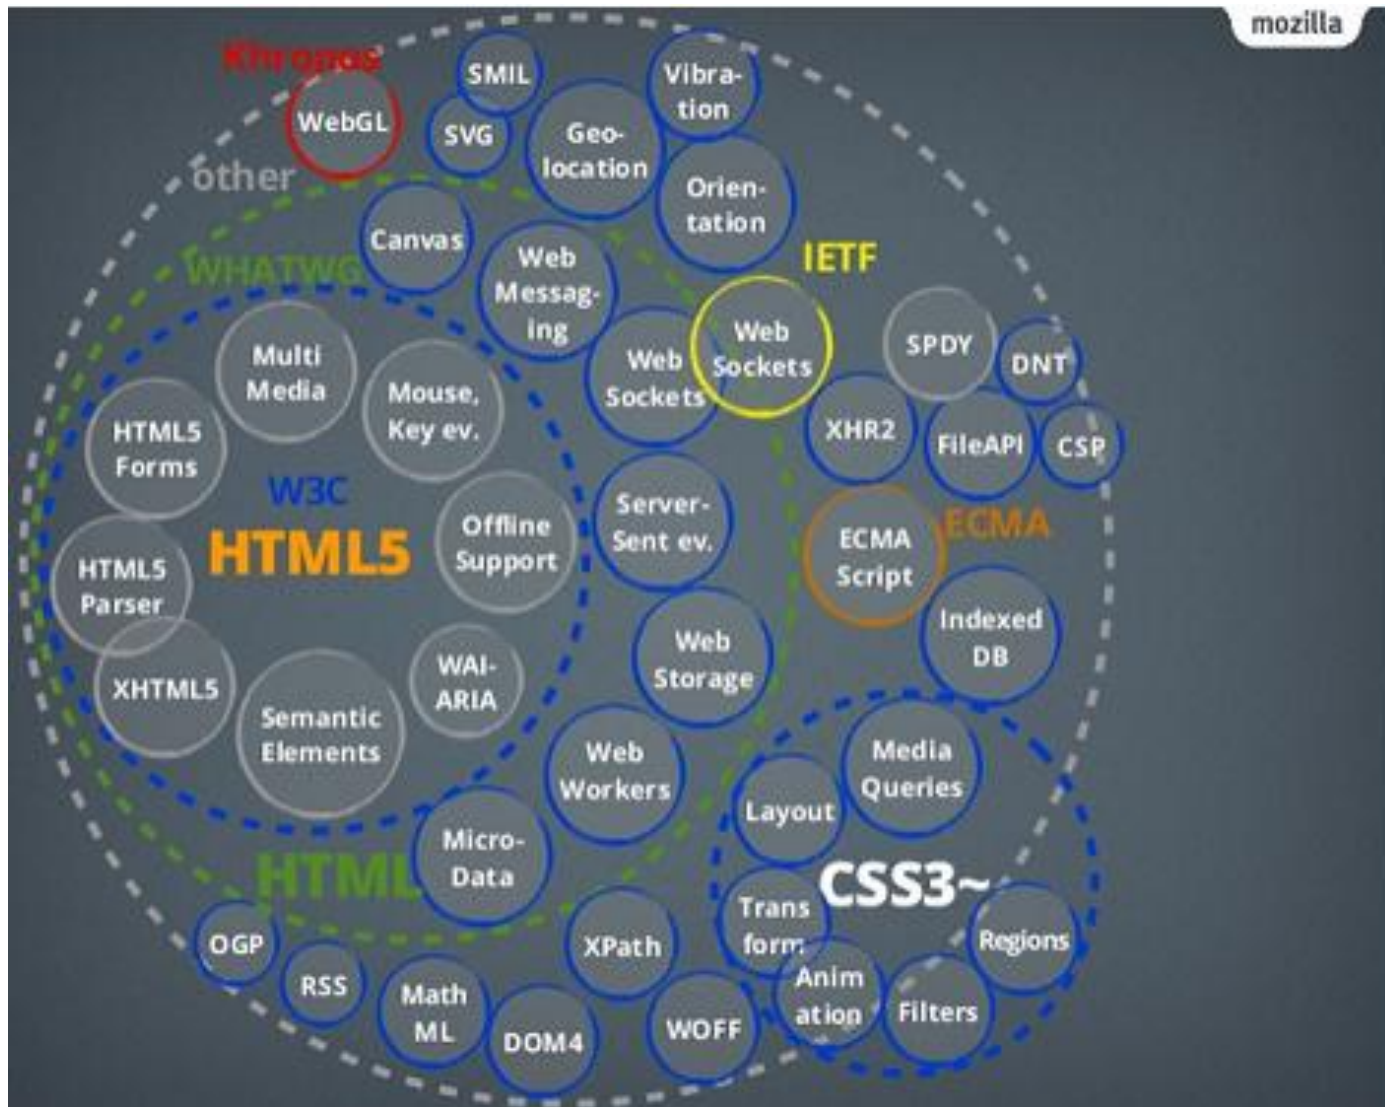 mozilla
Khronos
WebGL
SMIL
SVG
Vibra-
tion
Geo-
location
other
Orien-
tation
Canvas
WHATWG
Web
Messag-
ing
IETF
Web
Sockets
Web
Sockets
SPDY
DNT
Multi
Media
Mouse,
Key ev.
HTML5
Forms
XHR2
FileAPI
CSP
W3C
HTML5
Offline
Support
Server-
Sent ev.
ECMA
Script
ECMA
HTML5
Parser
Indexed
DB
XHTML5
Semantic
Elements
WAI-
ARIA
Web
Storage
Web
Workers
Media
Queries
Layout
Micro-
Data
HTML
CSS3~
Trans
form
Regions
OGP
RSS
Math
ML
DOM4
XPath
WOFF
Anim
ation
Filters